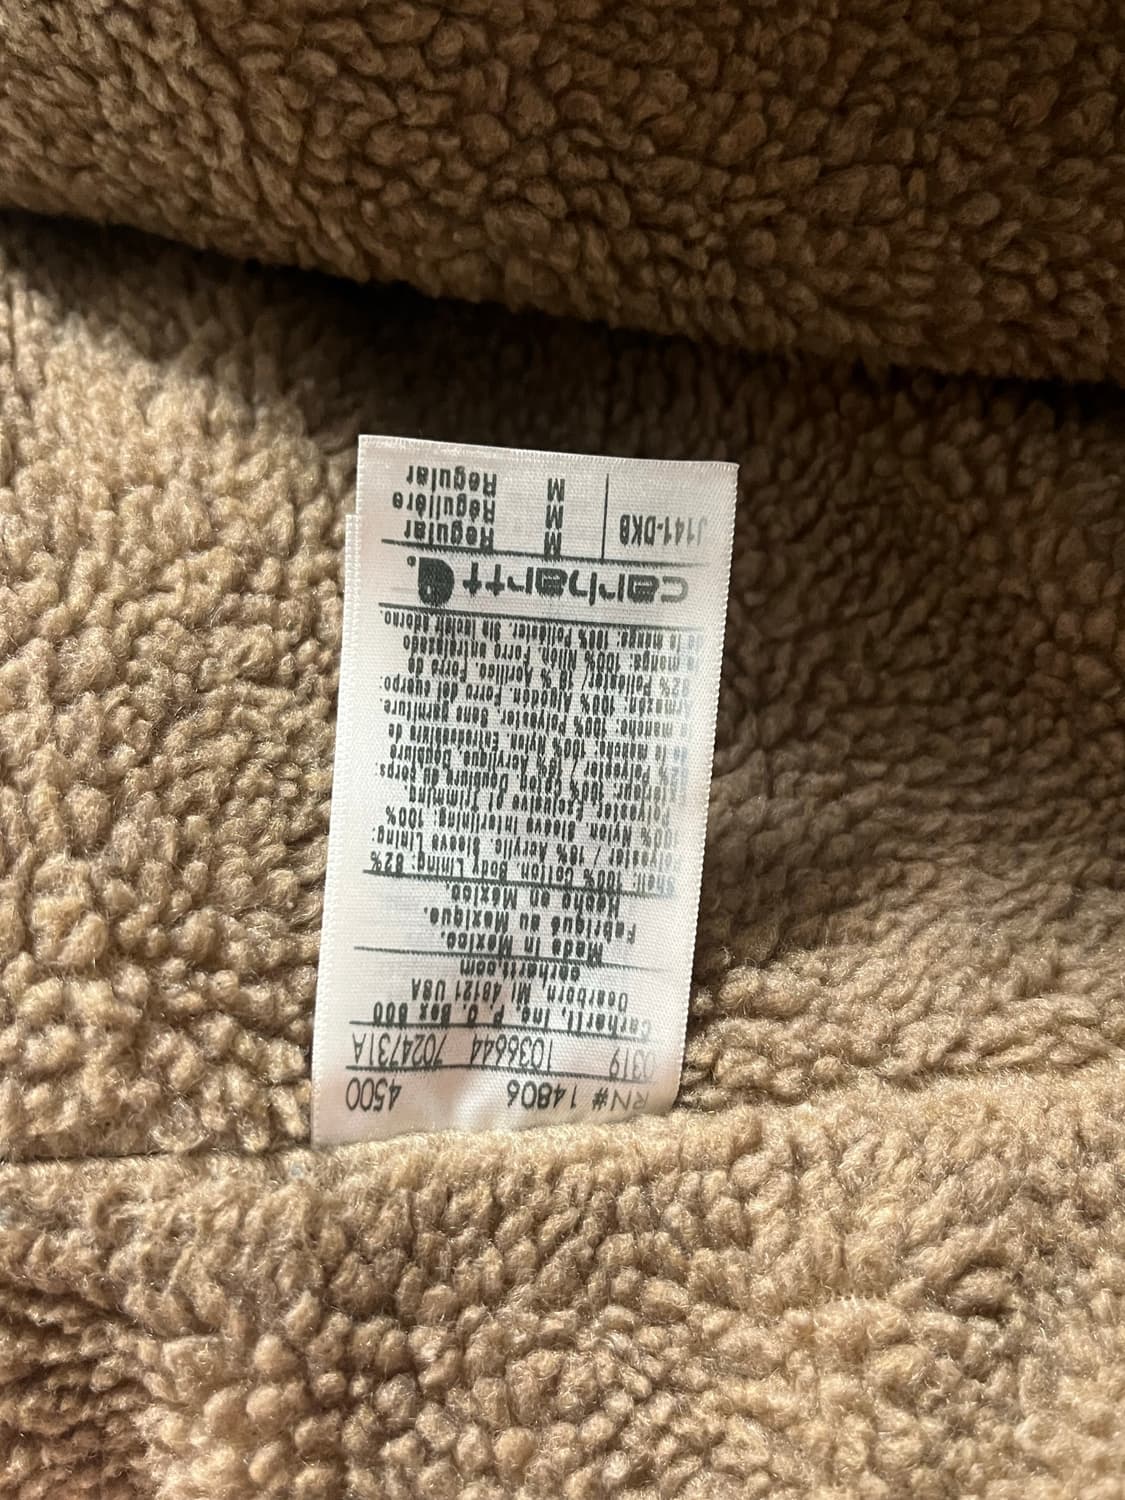 J141-DKB M Regular
M Régulière
M Regular
carhartt
Shell: 100% Cotton. Body Lining: 82%
Polyester / 18% Acrylic. Sleeve Lining:
100% Nylon. Sleeve Interlining: 100%
Polyester. Exclusive of Trimming
100% Coton. Doublure du corps:
82% Polyester / 18% Acrylique. Doublure
de la manche: 100% Nylon. Entredoublure de
la manche: 100% Polyester. Sans garniture.
Armazón: 100% Algodón. Forro del cuerpo:
82% Poliéster / 18% Acrílico. Forro de
la manga: 100% Nilón. Forro entrelazado
de la manga: 100% Poliéster. Sin incluir adorno.
Made in Mexico.
Fabriqué au Mexique.
Hecho en México.
Carhartt, Inc. P.O. Box 600
Dearborn, MI 48121 USA
carhartt.com
0319 1036644 7024731A
RN# 14806 4500